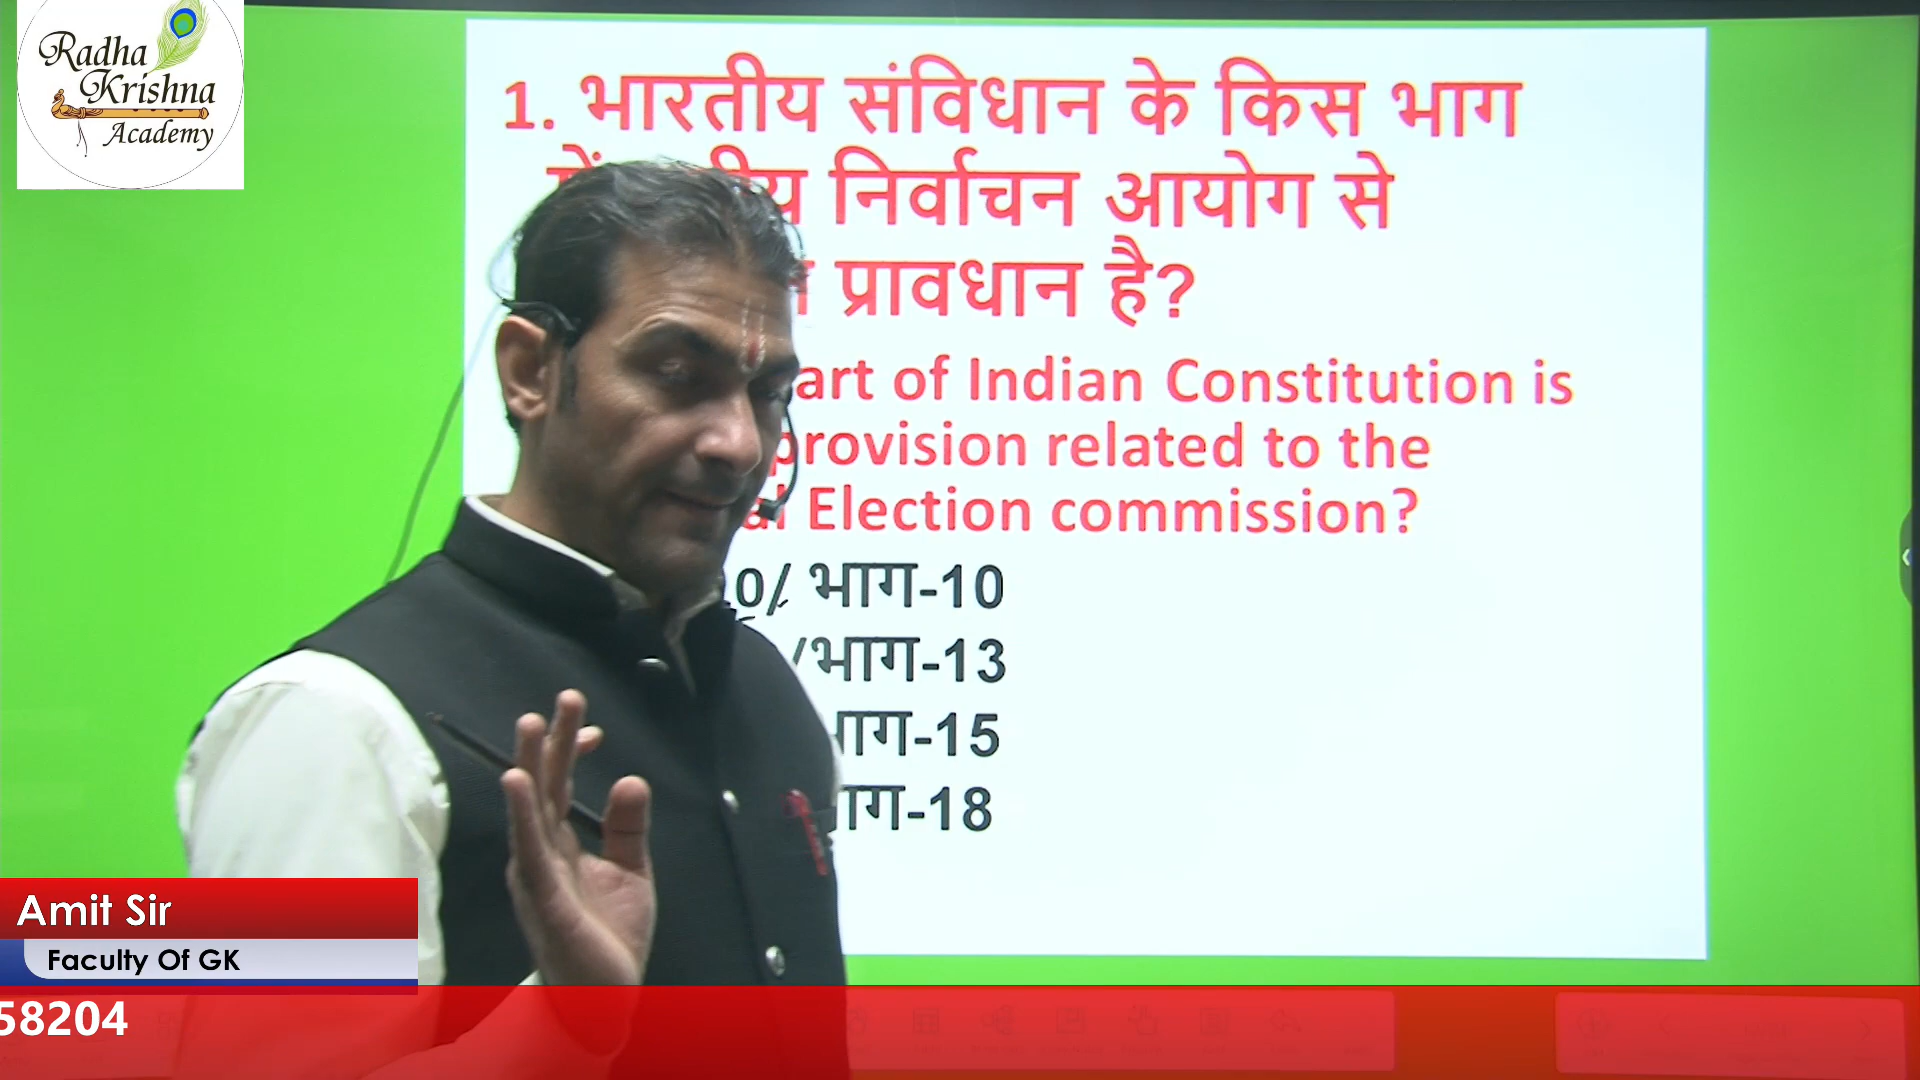 Radha
Krishna
Academy
1. भारतीय संविधान के किस भाग
निर्वाचन आयोग से
प्रावधान है?
of Indian Constitution is
provision related to the
Election commission?
भाग-10
भाग-13
-15
-18
Amit Sir
Faculty Of GK
58204